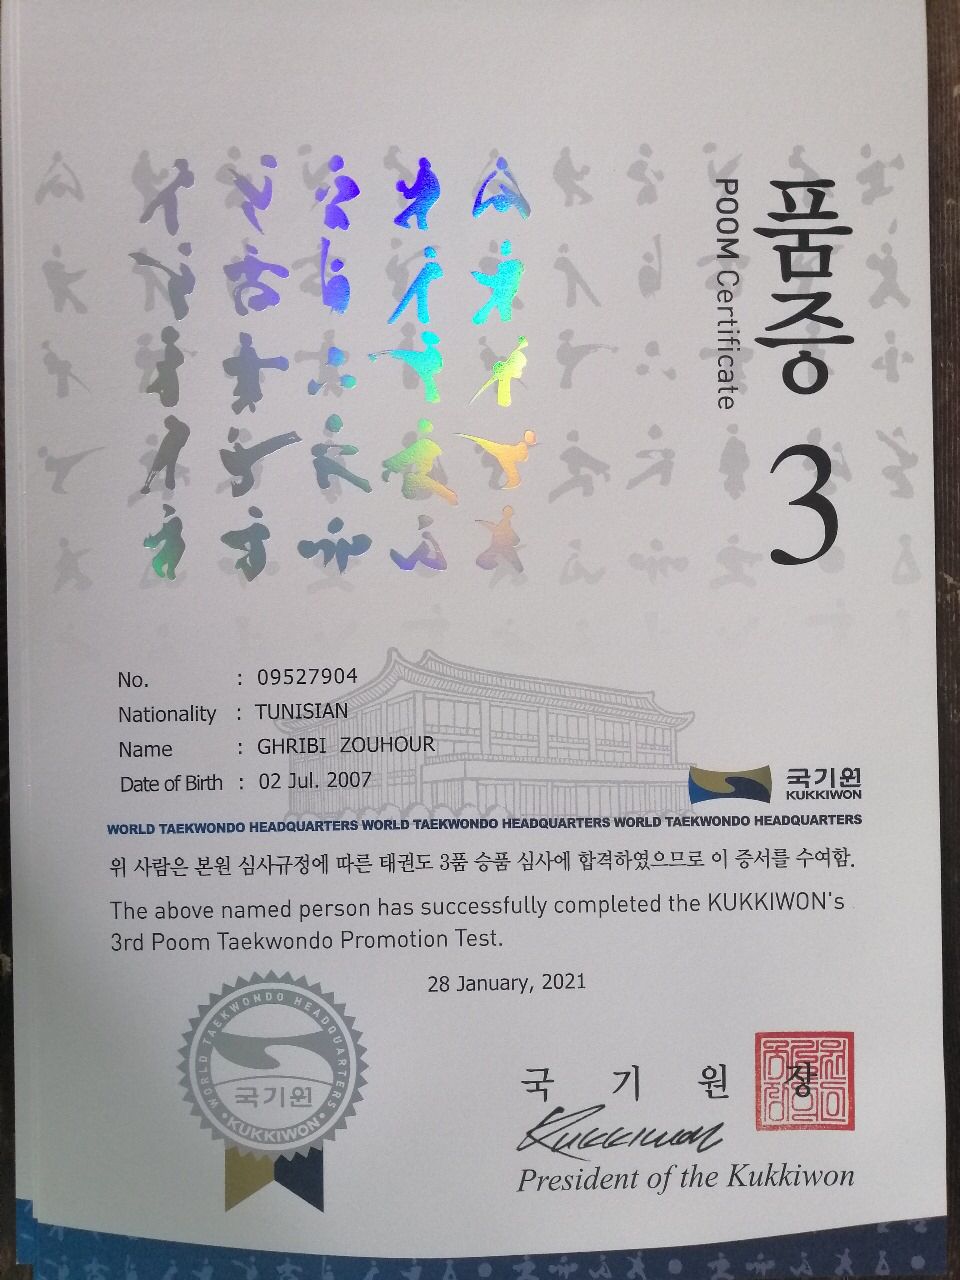 품증 3
POOM Certificate
No. : 09527904
Nationality : TUNISIAN
Name : GHRIBI ZOUHOUR
Date of Birth : 02 Jul. 2007
국기원
KUKKIWON
WORLD TAEKWONDO HEADQUARTERS WORLD TAEKWONDO HEADQUARTERS WORLD TAEKWONDO HEADQUARTERS
위 사람은 본원 심사규정에 따른 태권도 3품 승품 심사에 합격하였으므로 이 증서를 수여함.
The above named person has successfully completed the KUKKIWON's
3rd Poom Taekwondo Promotion Test.
28 January, 2021
WORLD TAEKWONDO HEADQUARTERS
국기원
KUKKIWON
국 기 원 장
Kukkiwon
President of the Kukkiwon